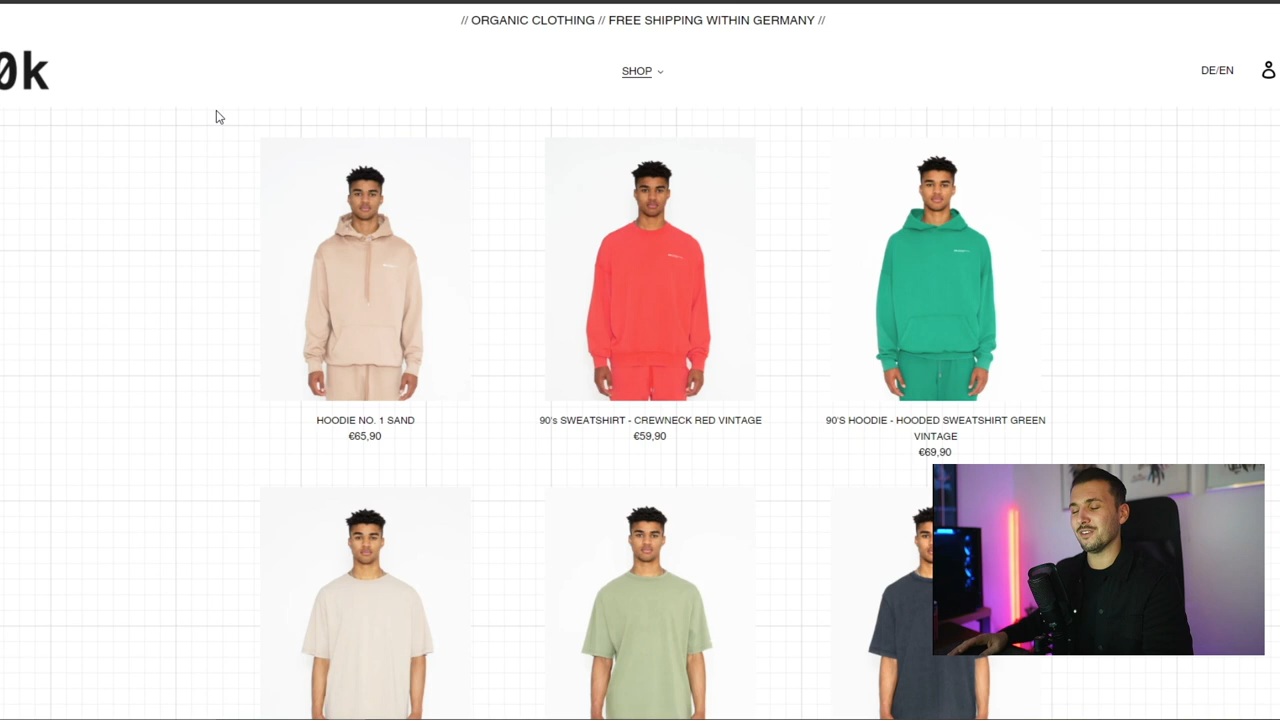 // ORGANIC CLOTHING // FREE SHIPPING WITHIN GERMANY //
0k
SHOP
DE/EN
HOODIE NO. 1 SAND
€65,90
90's SWEATSHIRT - CREWNECK RED VINTAGE
€59,90
90'S HOODIE - HOODED SWEATSHIRT GREEN
VINTAGE
€69,90